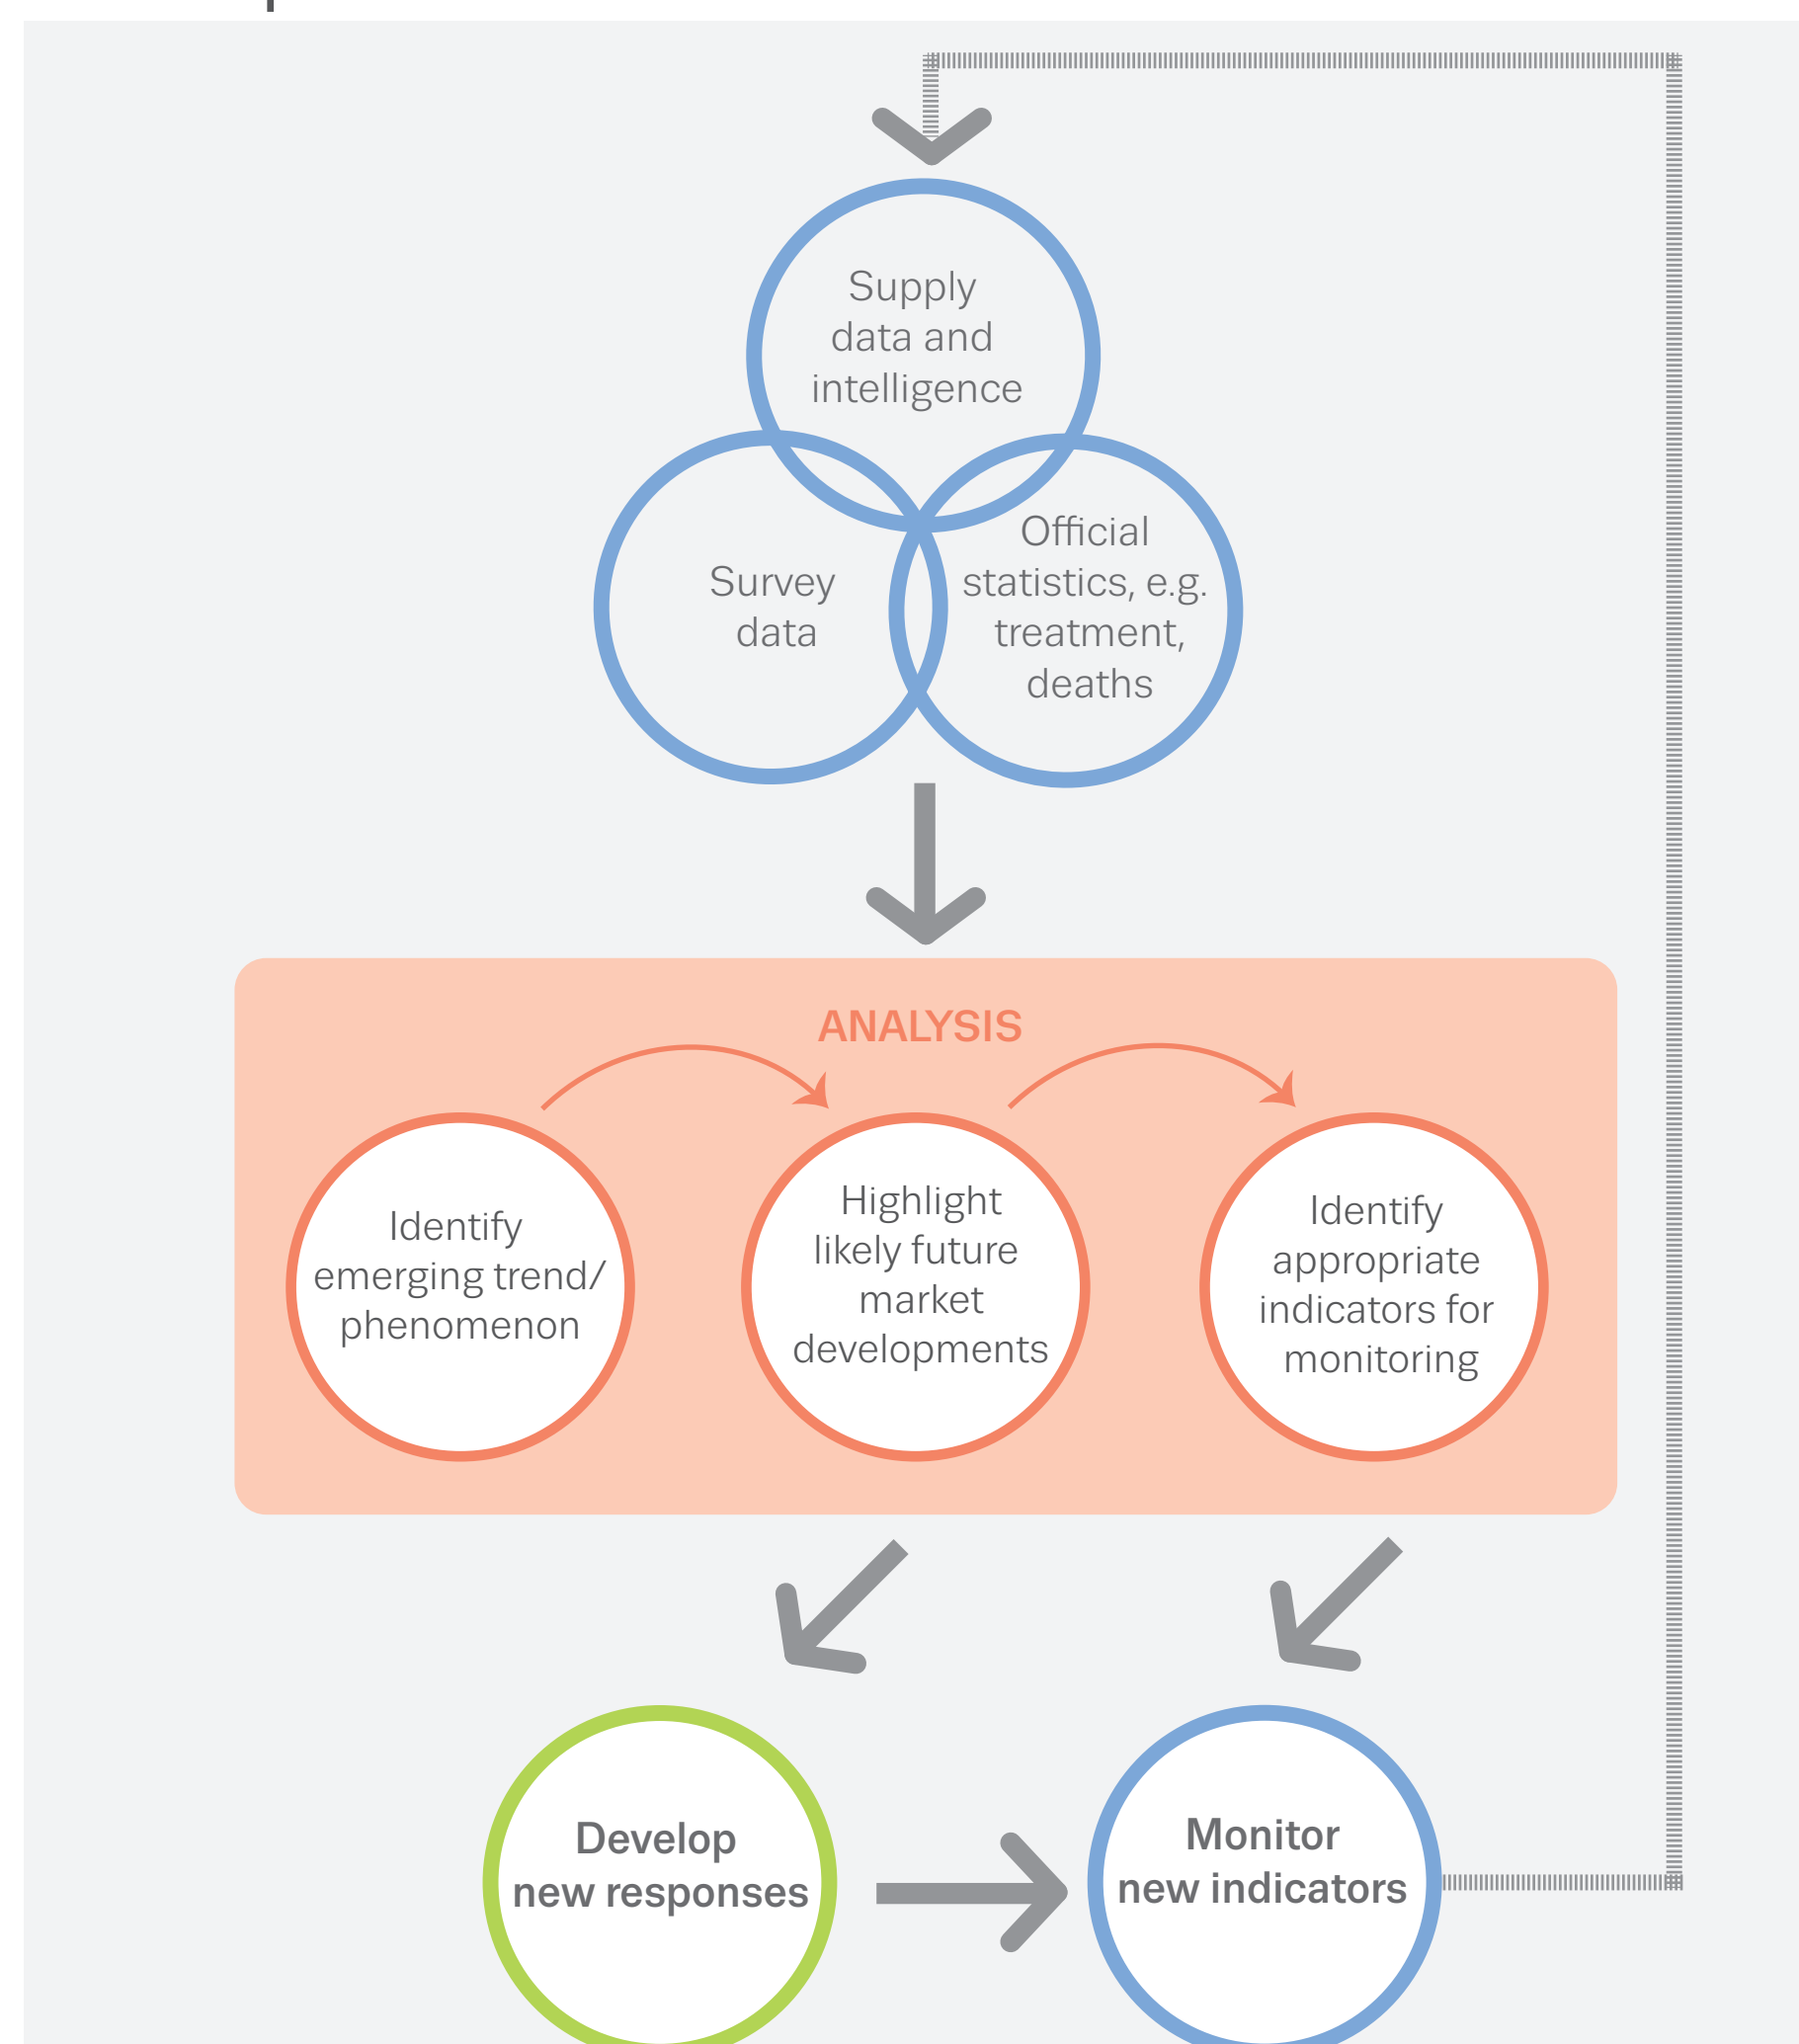 Supply
data and
intelligence
Survey
data
Official
statistics, e.g.
treatment,
deaths
ANALYSIS
Identify
emerging trend/
phenomenon
Highlight
likely future
market
developments
Identify
appropriate
indicators for
monitoring
Develop
new responses
Monitor
new indicators